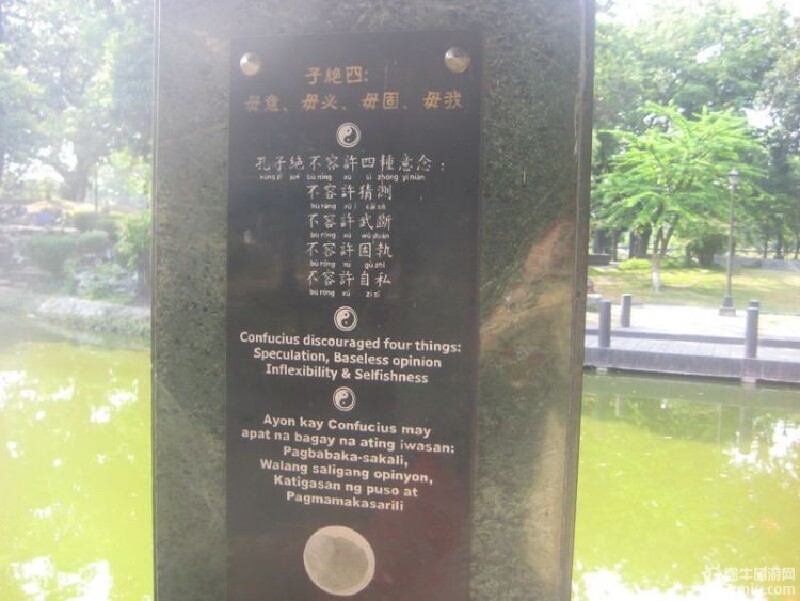 子絕四:
毋意、毋必、毋固、毋我
孔子絕不容許四種意念:
不容許猜測
不容許武斷
不容許固執
不容許自私
Confucius discouraged four things:
Speculation, Baseless opinion
Inflexibility & Selfishness
Ayon kay Confucius may
apat na bagay na ating iwasan:
Pagbabaka-sakali,
Walang saligang opinyon,
Katigasan ng puso at
Pagmamakasarili